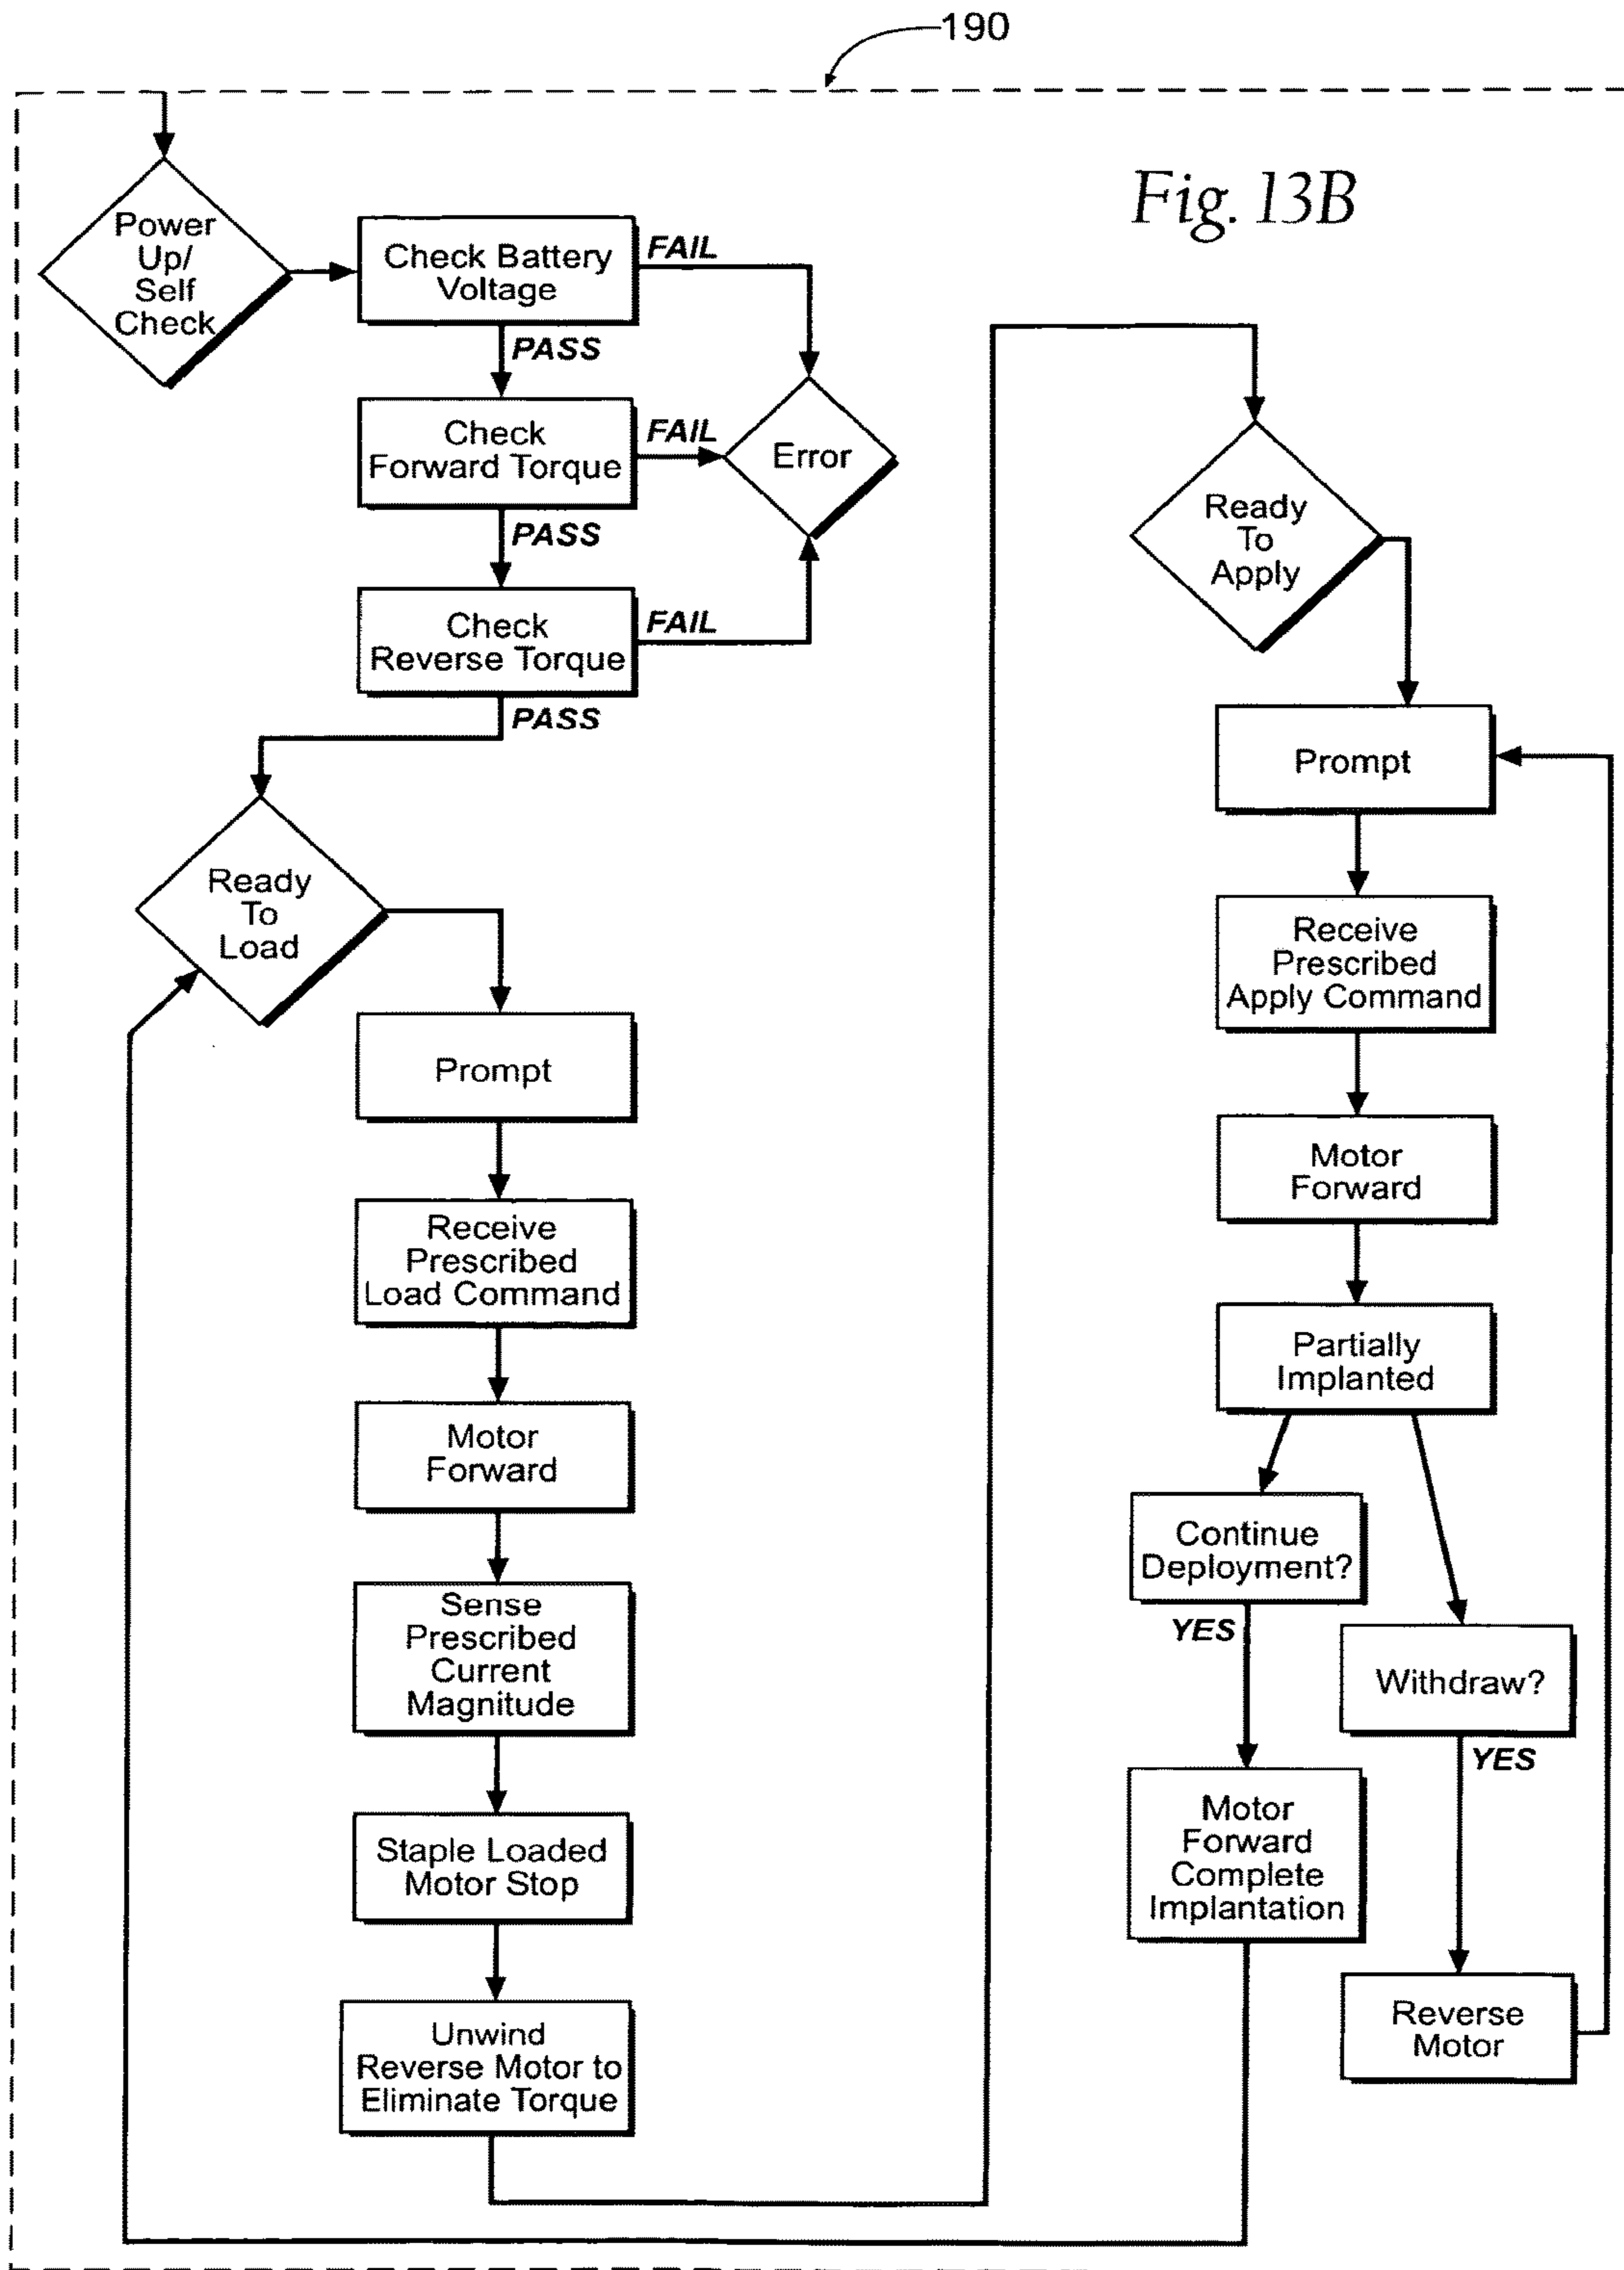 190
Fig. 13B
Power
Up/
Self
Check
Check Battery
Voltage
FAIL
PASS
Check
Forward Torque
FAIL
Error
PASS
Check
Reverse Torque
FAIL
PASS
Ready
To
Load
Prompt
Receive
Prescribed
Load Command
Motor
Forward
Sense
Prescribed
Current
Magnitude
Staple Loaded
Motor Stop
Unwind
Reverse Motor to
Eliminate Torque
Ready
To
Apply
Prompt
Receive
Prescribed
Apply Command
Motor
Forward
Partially
Implanted
Continue
Deployment?
YES
Withdraw?
YES
Motor
Forward
Complete
Implantation
Reverse
Motor